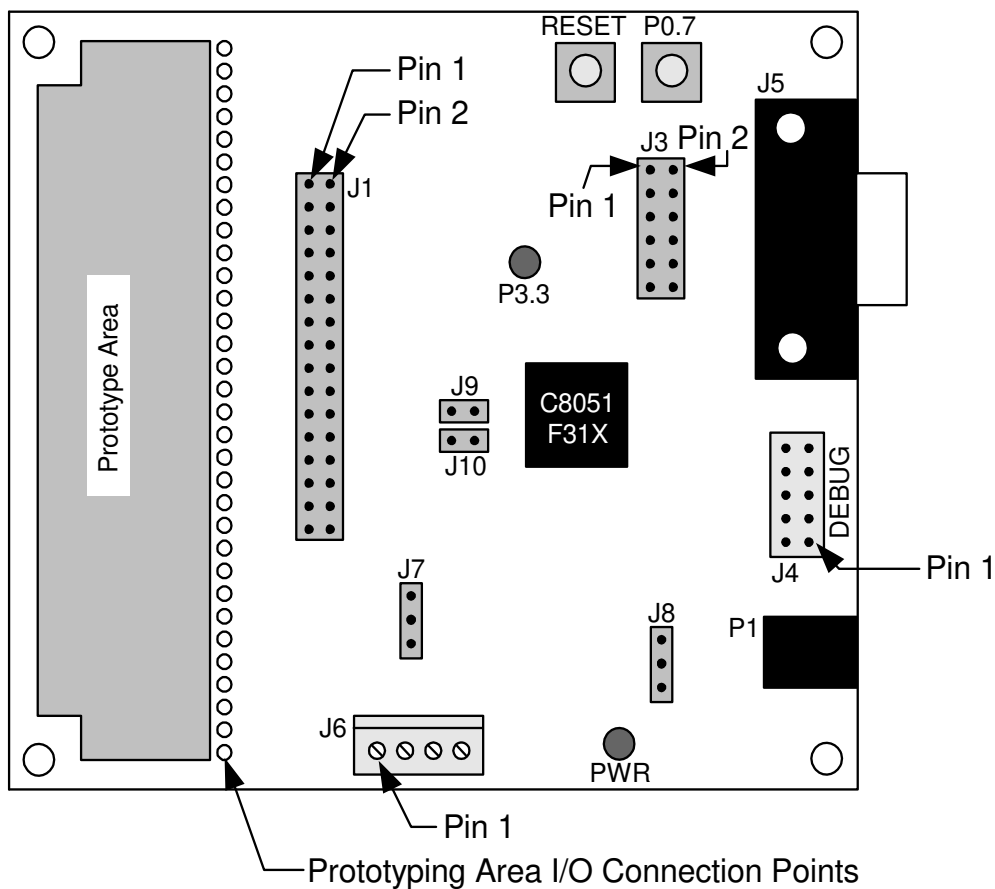 RESET
P0.7
Pin 1
Pin 2
J5
J3
Pin 2
J1
Pin 1
P3.3
Prototype Area
J9
C8051
F31X
J10
DEBUG
J4
Pin 1
J7
J8
P1
J6
PWR
Pin 1
Prototyping Area I/O Connection Points